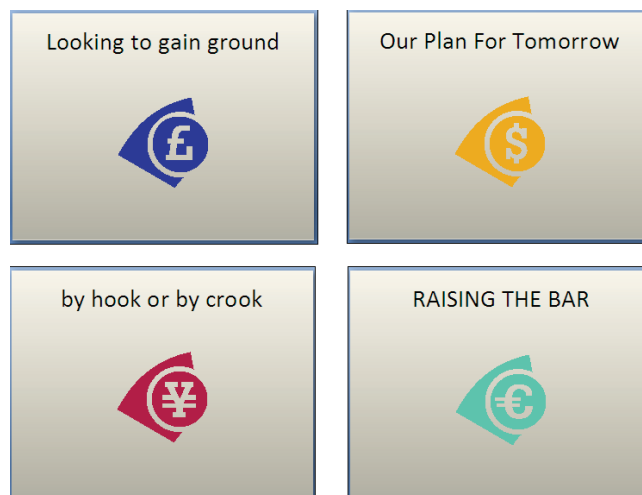 Looking to gain ground
£
Our Plan For Tomorrow
$
by hook or by crook
¥
RAISING THE BAR
€